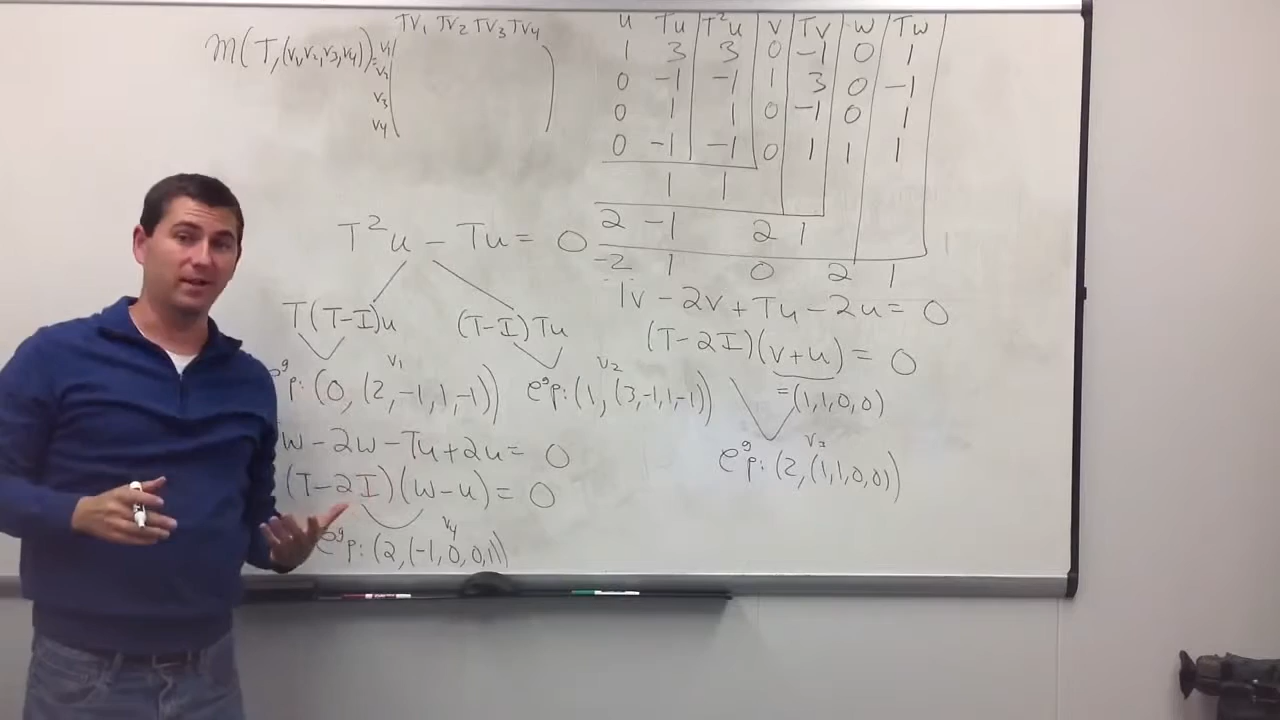 TV₁ TV₂ TV₃ TV₄
m(T,(v₁,v₂,v₃,v₄))= v₁
v₂
v₃
v₄
u Tu T²u v Tv w Tw
1 3 3 0 -1 0 1
0 -1 -1 1 3 0 -1
0 1 1 0 -1 0 1
0 -1 -1 0 1 1 1
1 1
2 -1 2 1
-2 1 0 2 1
T²u - Tu = 0
T(T-I)u (T-I)Tu
v₁ v₂
egp: (0, (2,-1,1,-1)) egp: (1, (3,-1,1,-1))
w - 2w - Tu + 2u = 0
(T-2I)(w-u) = 0
v₄
egp: (2, (-1,0,0,1))
Tv - 2v + Tu - 2u = 0
(T-2I)(v+u) = 0
=(1,1,0,0)
v₃
egp: (2, (1,1,0,0))